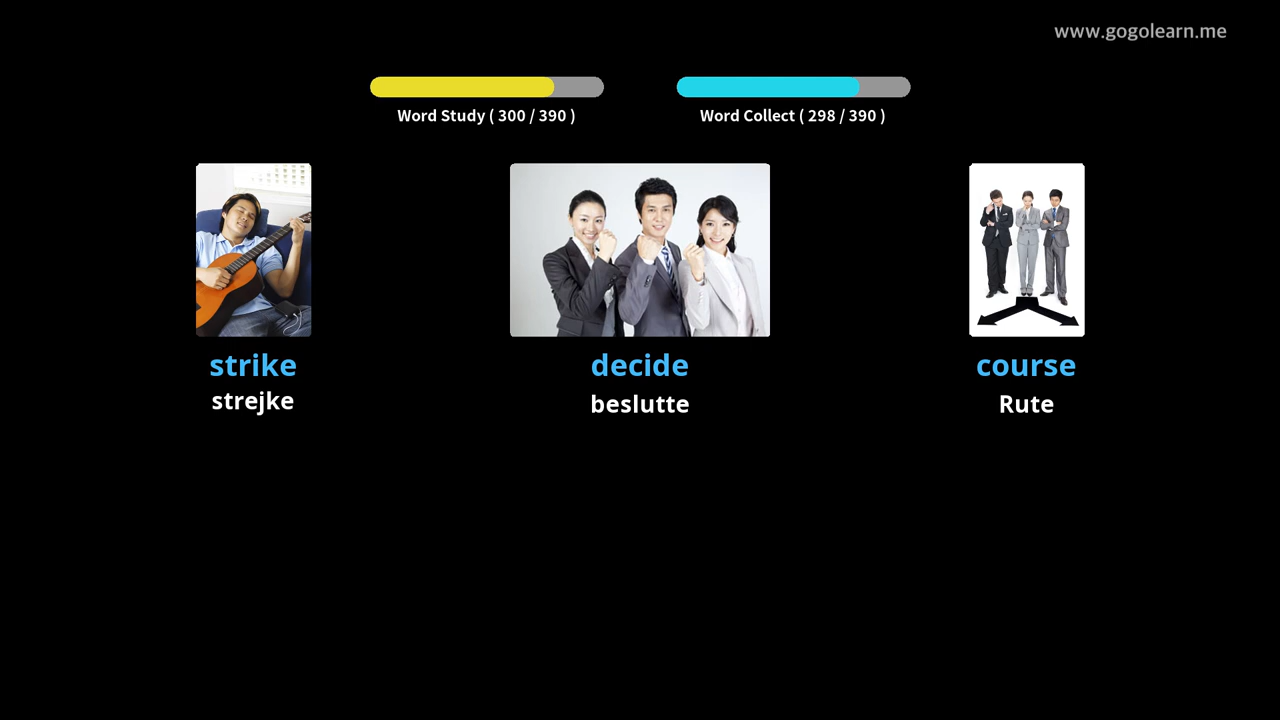 www.gogolearn.me
Word Study ( 300 / 390 )
Word Collect ( 298 / 390 )
strike
strejke
decide
beslutte
course
Rute